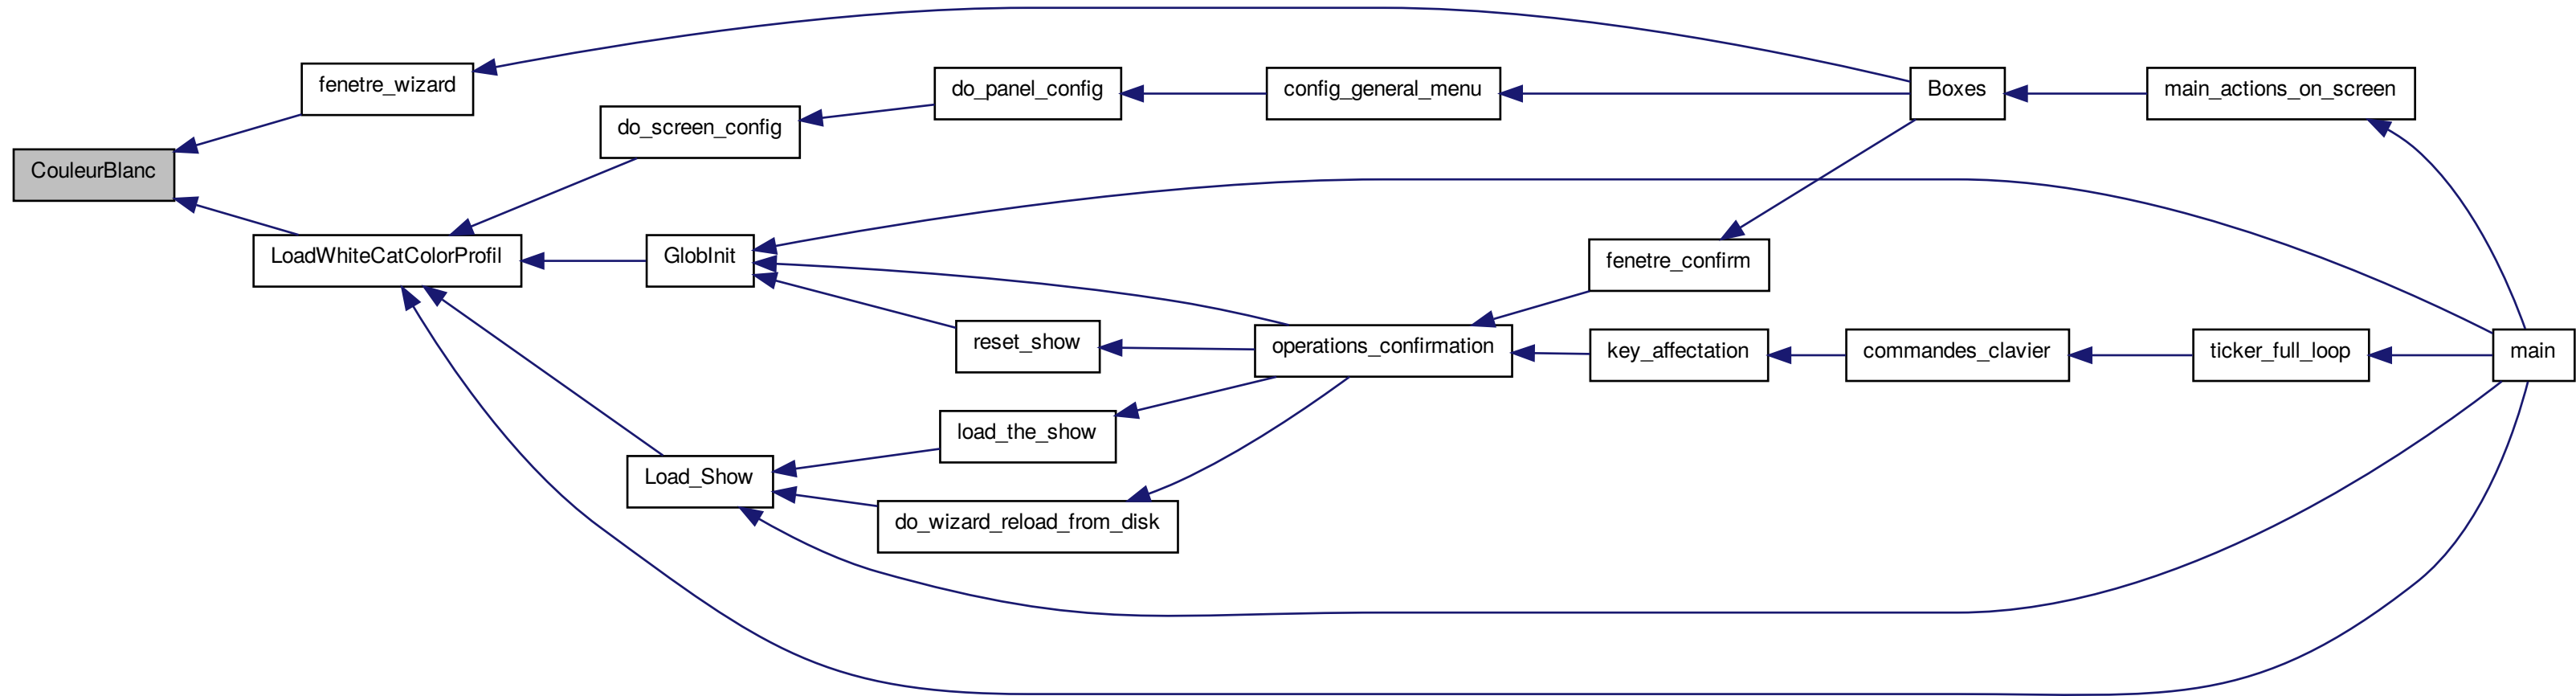 fenetre_wizard
do_panel_config
config_general_menu
Boxes
main_actions_on_screen
do_screen_config
CouleurBlanc
LoadWhiteCatColorProfil
GlobInit
fenetre_confirm
reset_show
operations_confirmation
key_affectation
commandes_clavier
ticker_full_loop
main
load_the_show
Load_Show
do_wizard_reload_from_disk